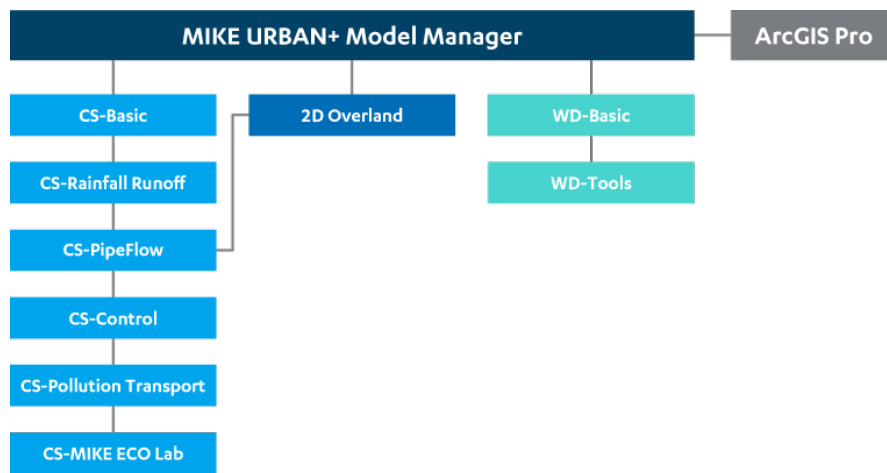 MIKE URBAN+ Model Manager
ArcGIS Pro
CS-Basic
2D Overland
WD-Basic
CS-Rainfall Runoff
WD-Tools
CS-PipeFlow
CS-Control
CS-Pollution Transport
CS-MIKE ECO Lab